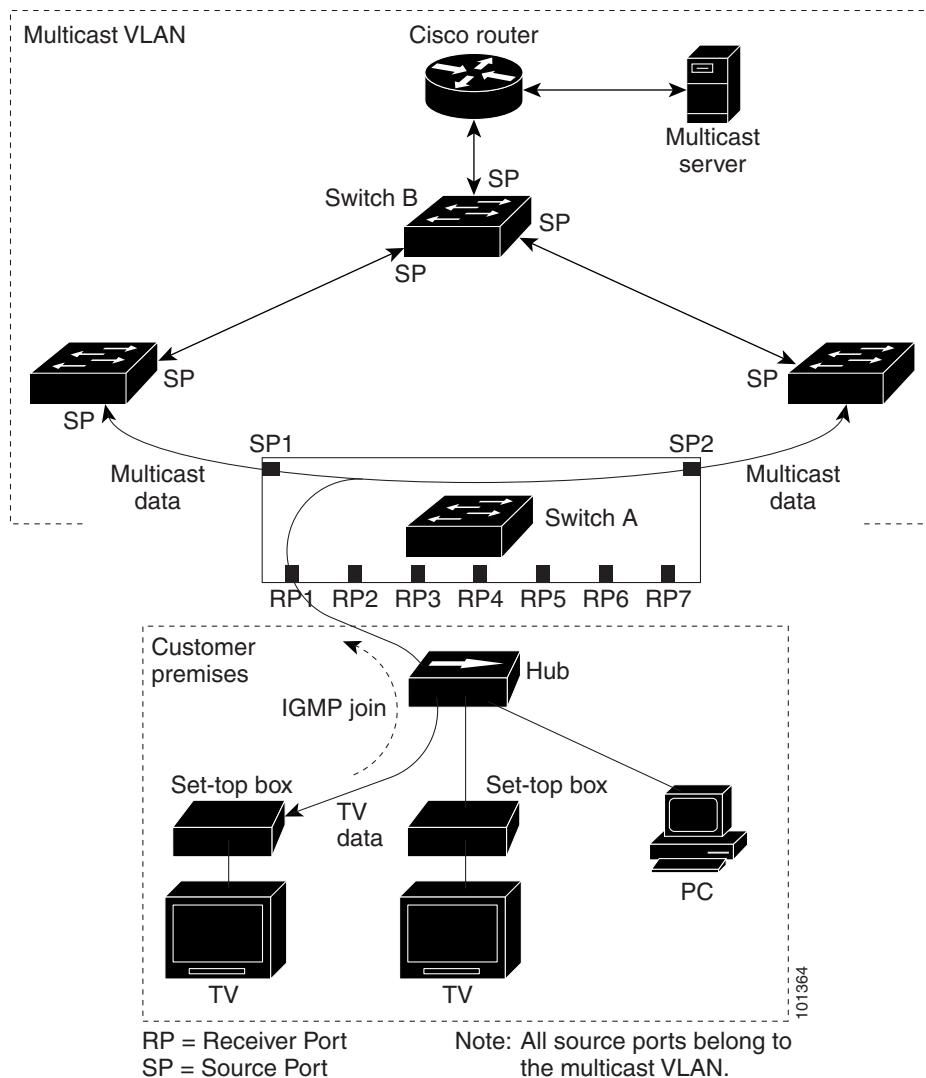 Multicast VLAN
Cisco router
Multicast
server
SP
Switch B
SP
SP
SP
SP
SP
SP1
SP2
Multicast
data
Multicast
data
Switch A
RP1 RP2 RP3 RP4 RP5 RP6 RP7
Customer
premises
Hub
IGMP join
Set-top box
Set-top box
TV
data
PC
TV
TV
101364
RP = Receiver Port
SP = Source Port
Note: All source ports belong to
the multicast VLAN.